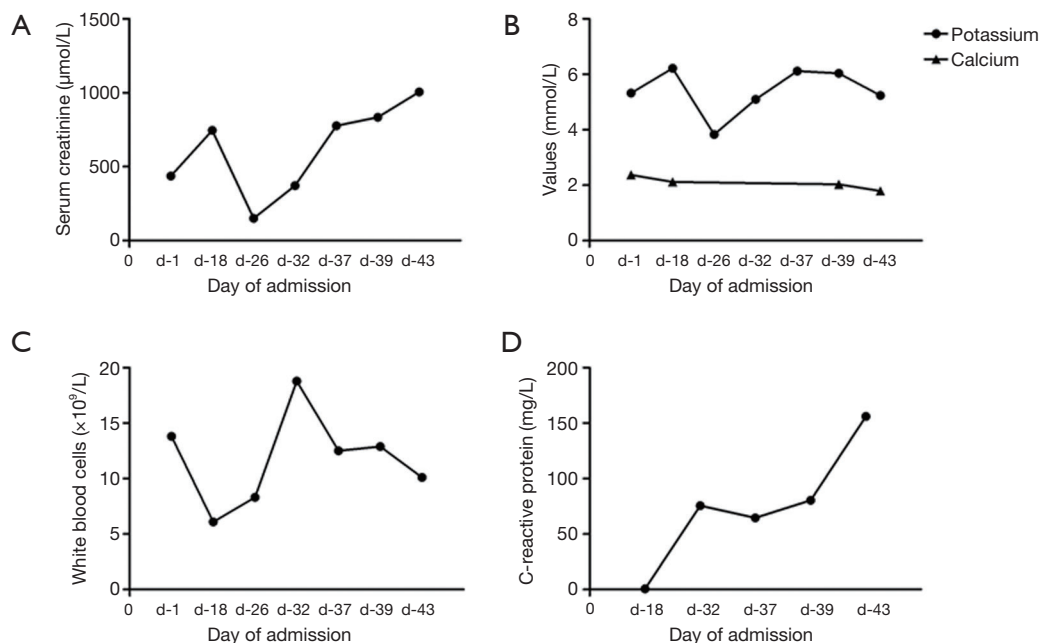 A
Serum creatinine (μmol/L)
1500
1000
500
0
0 d-1 d-18 d-26 d-32 d-37 d-39 d-43
Day of admission
B
Values (mmol/L)
8
6
4
2
0
0 d-1 d-18 d-26 d-32 d-37 d-39 d-43
Day of admission
Potassium
Calcium
C
White blood cells (×10⁹/L)
20
15
10
5
0
0 d-1 d-18 d-26 d-32 d-37 d-39 d-43
Day of admission
D
C-reactive protein (mg/L)
200
150
100
50
0
0 d-18 d-32 d-37 d-39 d-43
Day of admission